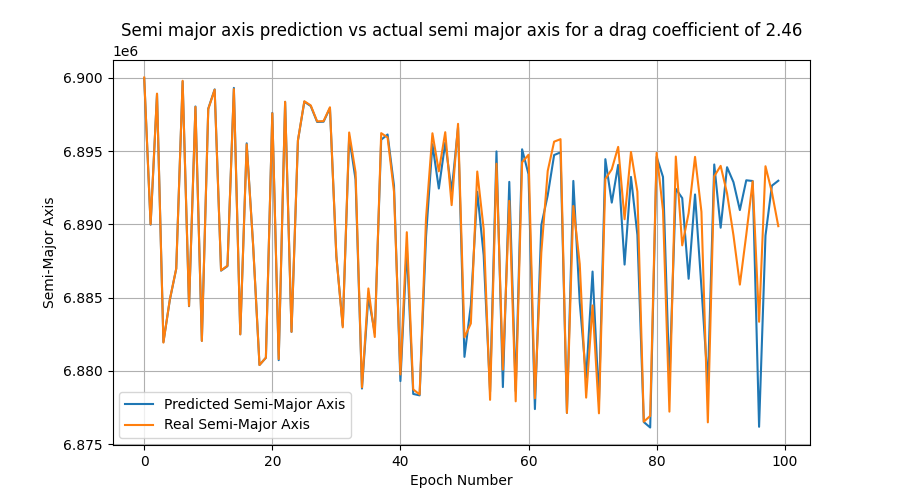 Semi major axis prediction vs actual semi major axis for a drag coefficient of 2.46
1e6
6.900
6.895
6.890
6.885
6.880
6.875
Semi-Major Axis
Predicted Semi-Major Axis
Real Semi-Major Axis
0
20
40
60
80
100
Epoch Number